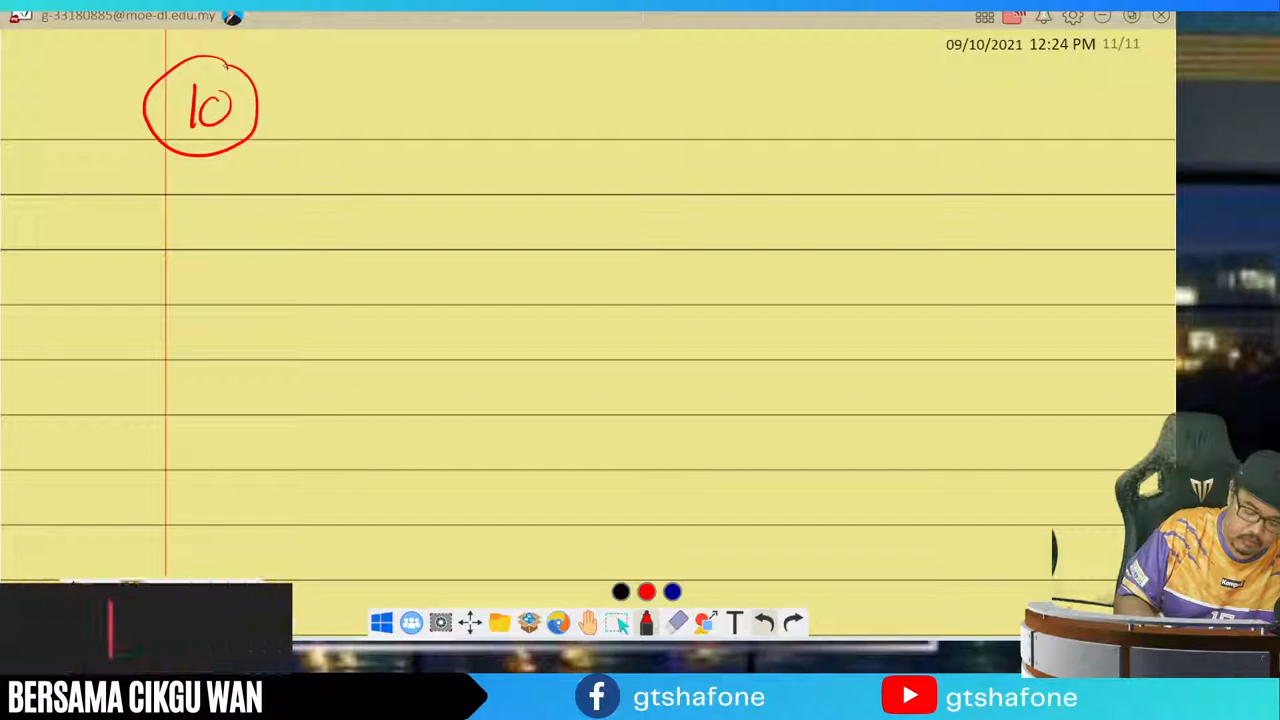 g-33180885@moe-dl.edu.my
09/10/2021 12:24 PM 11/11
10
T
BERSAMA CIKGU WAN
gtshafone
gtshafone